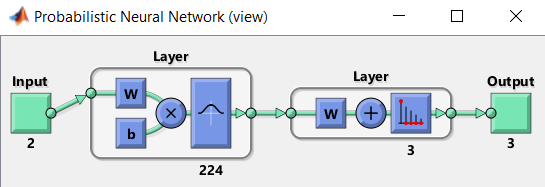 Probabilistic Neural Network (view)
Layer
Layer
Input
Output
W
W
b
2
224
3
3